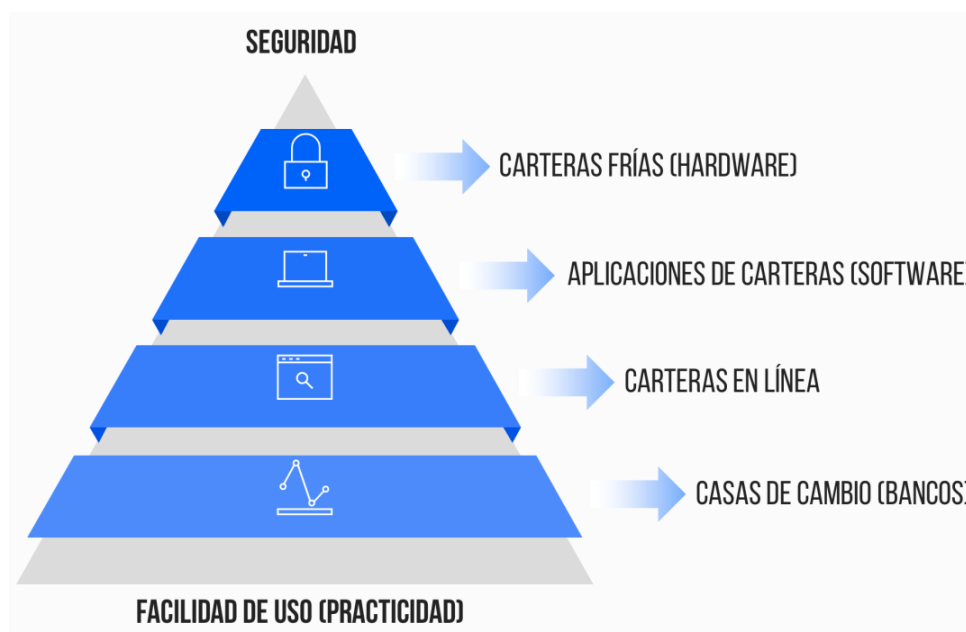 SEGURIDAD
CARTERAS FRÍAS (HARDWARE)
APLICACIONES DE CARTERAS (SOFTWARE)
CARTERAS EN LÍNEA
CASAS DE CAMBIO (BANCOS)
FACILIDAD DE USO (PRACTICIDAD)